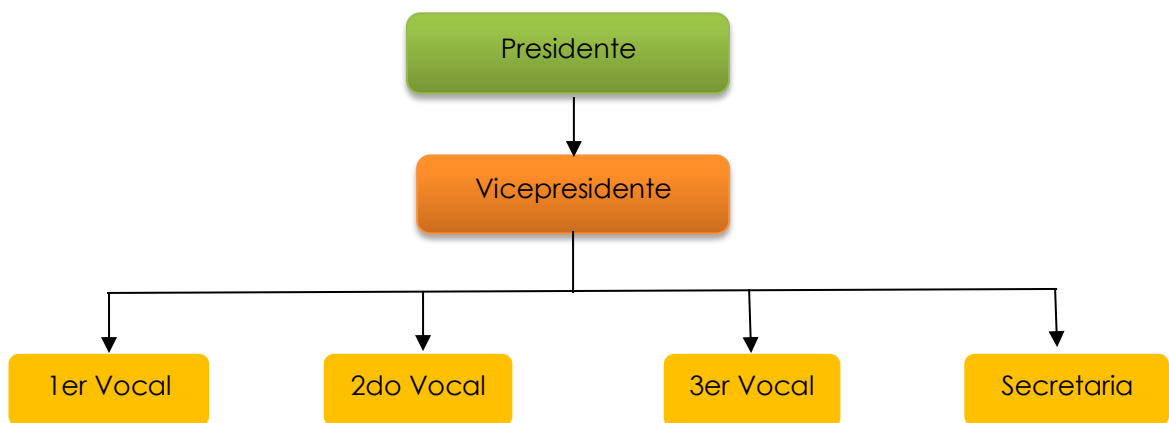 Presidente
Vicepresidente
1er Vocal
2do Vocal
3er Vocal
Secretaria